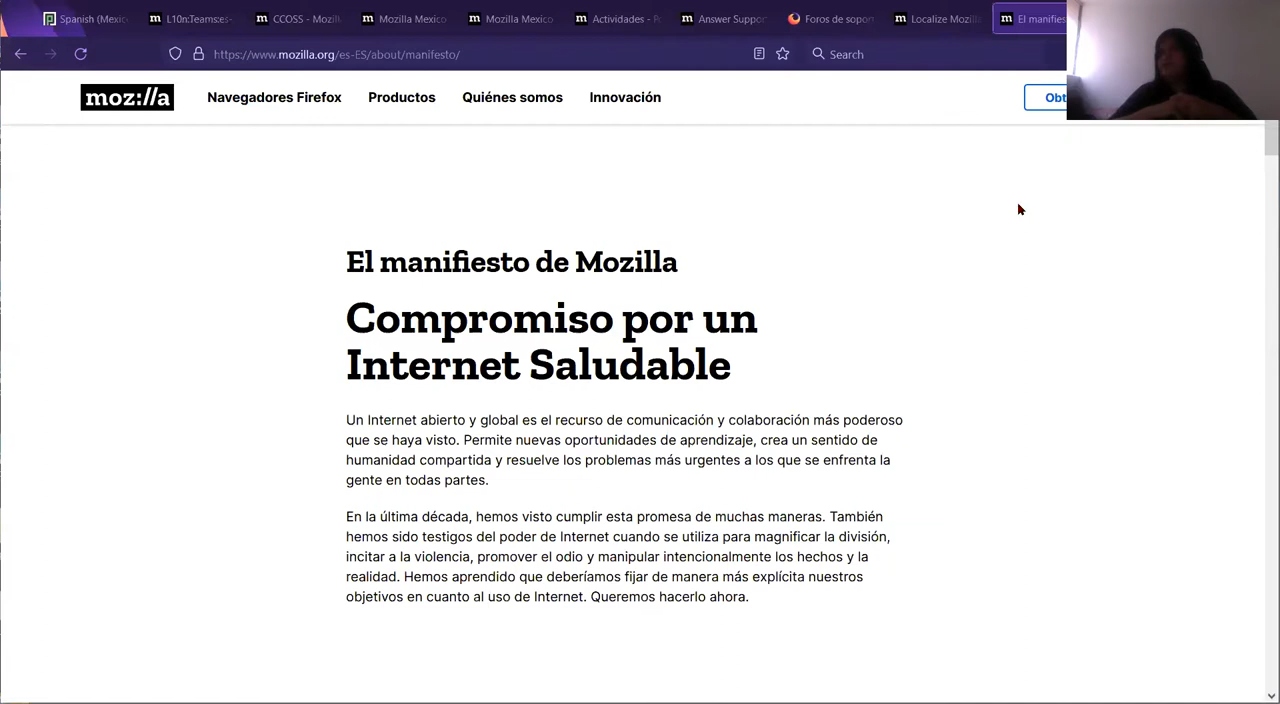 Spanish (Mexic
L10n:Teams:es-
CCOSS - Mozill
Mozilla Mexico
Mozilla Mexico
Actividades - Po
Answer Suppor
Foros de sopor
Localize Mozill
El manifies
https://www.mozilla.org/es-ES/about/manifesto/
Search
moz://a
Navegadores Firefox
Productos
Quiénes somos
Innovación
Obt
El manifiesto de Mozilla
Compromiso por un
Internet Saludable
Un Internet abierto y global es el recurso de comunicación y colaboración más poderoso
que se haya visto. Permite nuevas oportunidades de aprendizaje, crea un sentido de
humanidad compartida y resuelve los problemas más urgentes a los que se enfrenta la
gente en todas partes.
En la última década, hemos visto cumplir esta promesa de muchas maneras. También
hemos sido testigos del poder de Internet cuando se utiliza para magnificar la división,
incitar a la violencia, promover el odio y manipular intencionalmente los hechos y la
realidad. Hemos aprendido que deberíamos fijar de manera más explícita nuestros
objetivos en cuanto al uso de Internet. Queremos hacerlo ahora.